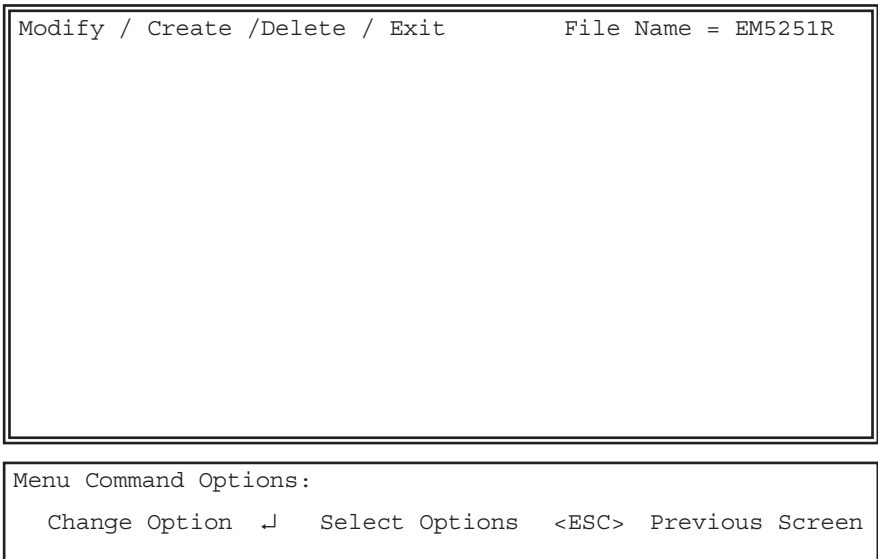 Modify / Create /Delete / Exit File Name = EM5251R
Menu Command Options:
Change Option ↵ Select Options <ESC> Previous Screen